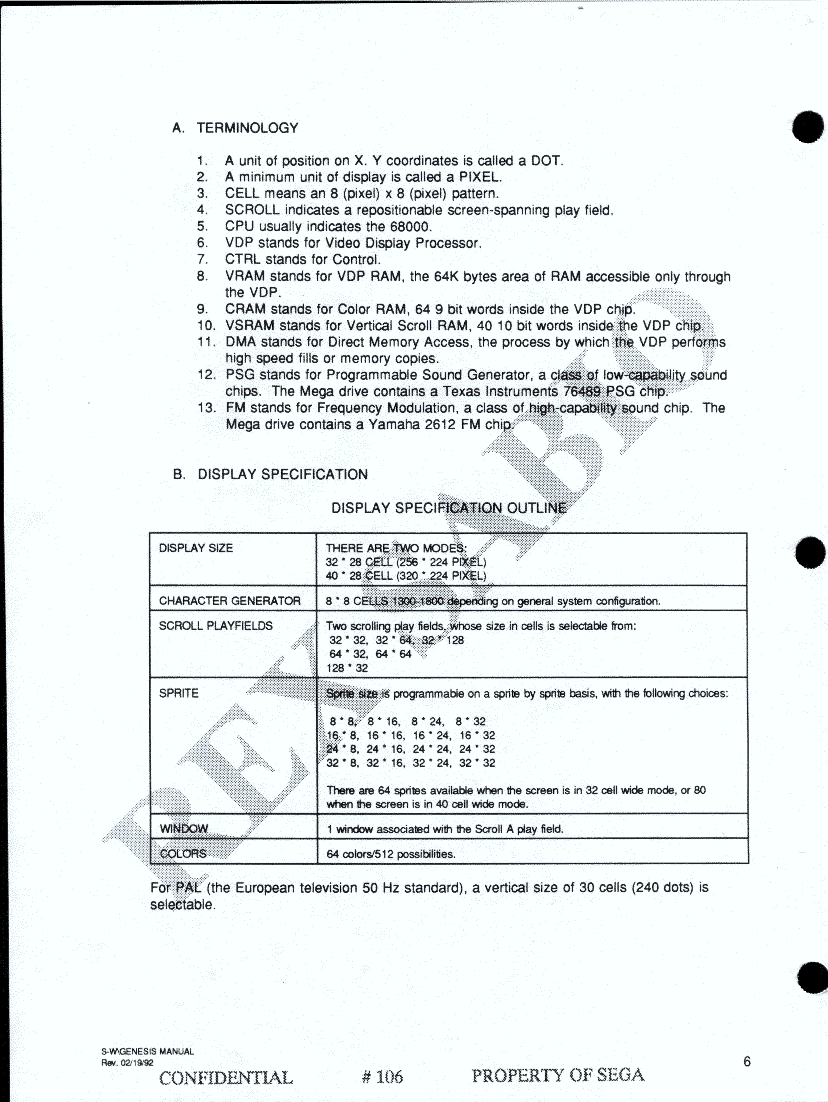 A. TERMINOLOGY
1. A unit of position on X. Y coordinates is called a DOT.
2. A minimum unit of display is called a PIXEL.
3. CELL means an 8 (pixel) x 8 (pixel) pattern.
4. SCROLL indicates a repositionable screen-spanning play field.
5. CPU usually indicates the 68000.
6. VDP stands for Video Display Processor.
7. CTRL stands for Control.
8. VRAM stands for VDP RAM, the 64K bytes area of RAM accessible only through
the VDP.
9. CRAM stands for Color RAM, 64 9 bit words inside the VDP chip.
10. VSRAM stands for Vertical Scroll RAM, 40 10 bit words inside the VDP chip.
11. DMA stands for Direct Memory Access, the process by which the VDP performs
high speed fills or memory copies.
12. PSG stands for Programmable Sound Generator, a class of low-capability sound
chips. The Mega drive contains a Texas Instruments 76489 PSG chip.
13. FM stands for Frequency Modulation, a class of high-capability sound chip. The
Mega drive contains a Yamaha 2612 FM chip.
B. DISPLAY SPECIFICATION
DISPLAY SPECIFICATION OUTLINE
DISPLAY SIZE
THERE ARE TWO MODES:
32 * 28 CELL (256 * 224 PIXEL)
40 * 28 CELL (320 * 224 PIXEL)
CHARACTER GENERATOR
8 * 8 CELLS 1300-1800 depending on general system configuration.
SCROLL PLAYFIELDS
Two scrolling play fields, whose size in cells is selectable from:
32 * 32, 32 * 64, 32 * 128
64 * 32, 64 * 64
128 * 32
SPRITE
Sprite size is programmable on a sprite by sprite basis, with the following choices:
8 * 8, 8 * 16, 8 * 24, 8 * 32
16 * 8, 16 * 16, 16 * 24, 16 * 32
24 * 8, 24 * 16, 24 * 24, 24 * 32
32 * 8, 32 * 16, 32 * 24, 32 * 32
There are 64 sprites available when the screen is in 32 cell wide mode, or 80
when the screen is in 40 cell wide mode.
WINDOW
1 window associated with the Scroll A play field.
COLORS
64 colors/512 possibilities.
For PAL (the European television 50 Hz standard), a vertical size of 30 cells (240 dots) is
selectable.
REX SABIO
S-W\GENESIS MANUAL
Rev. 02/19/92
6
CONFIDENTIAL # 106 PROPERTY OF SEGA